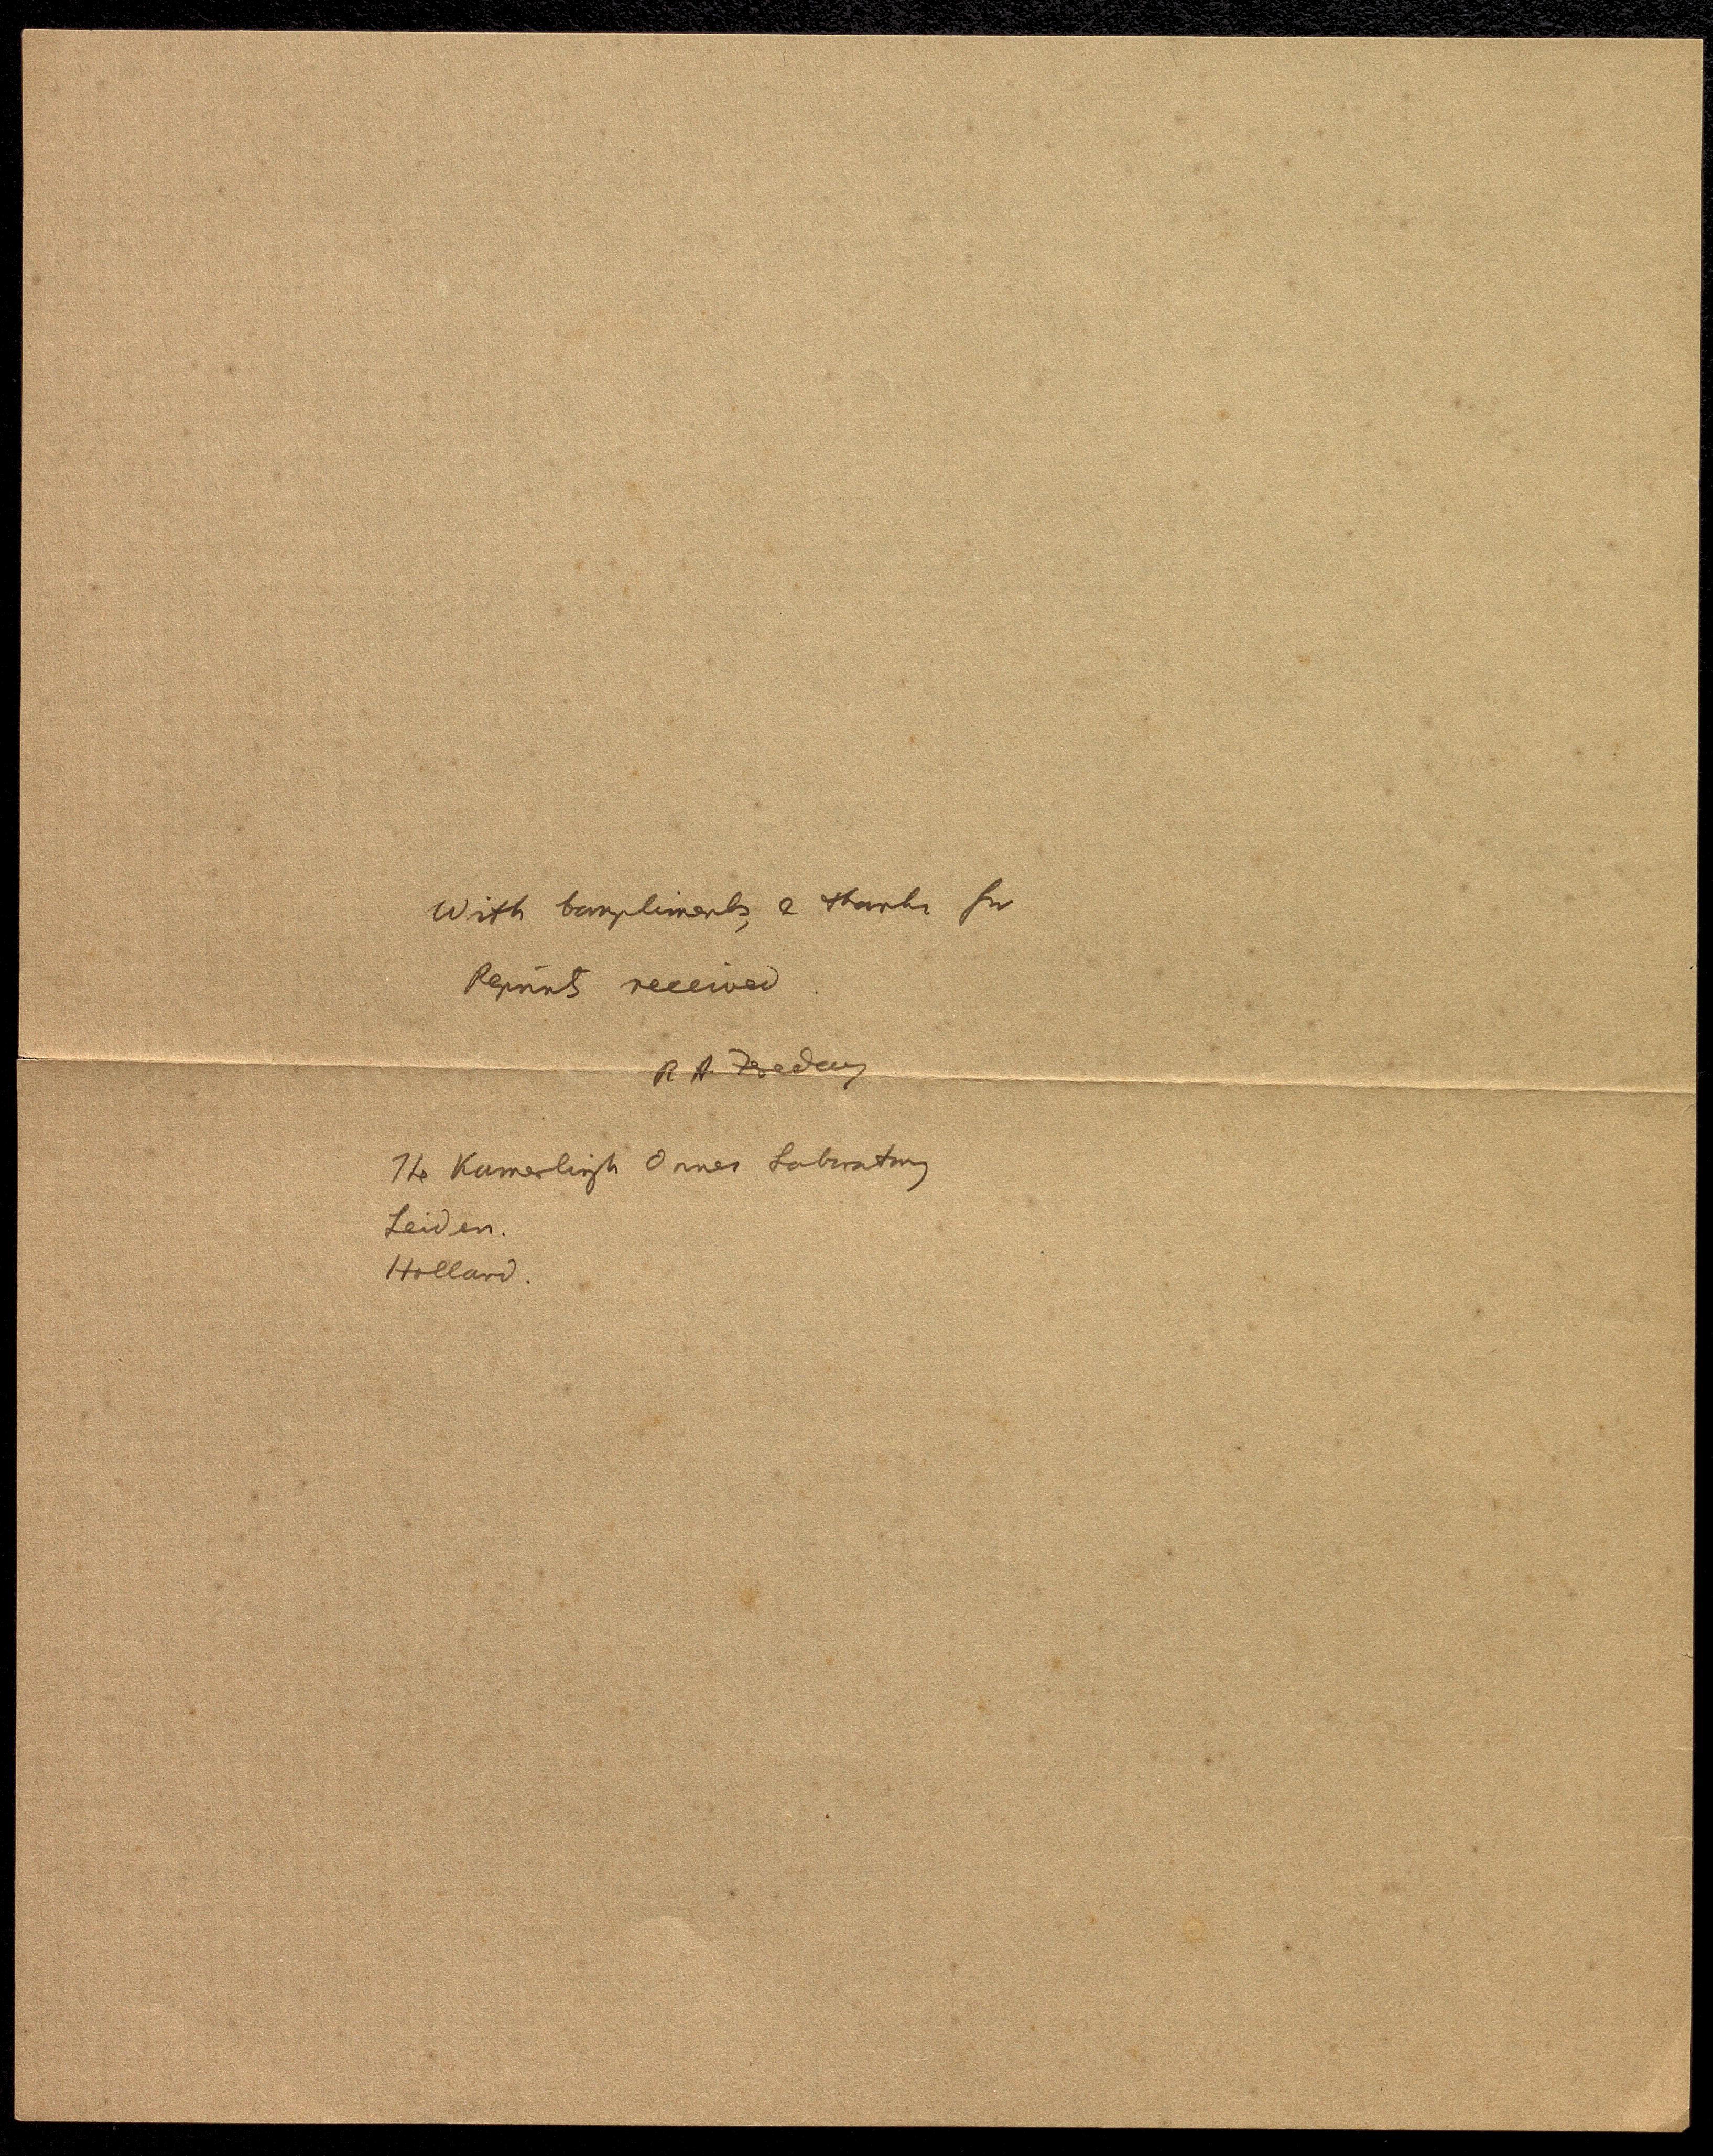 With Compliments, & thanks for
Reprints received.
R A
The Kamerlingh Onnes Laboratory
Leiden.
Holland.